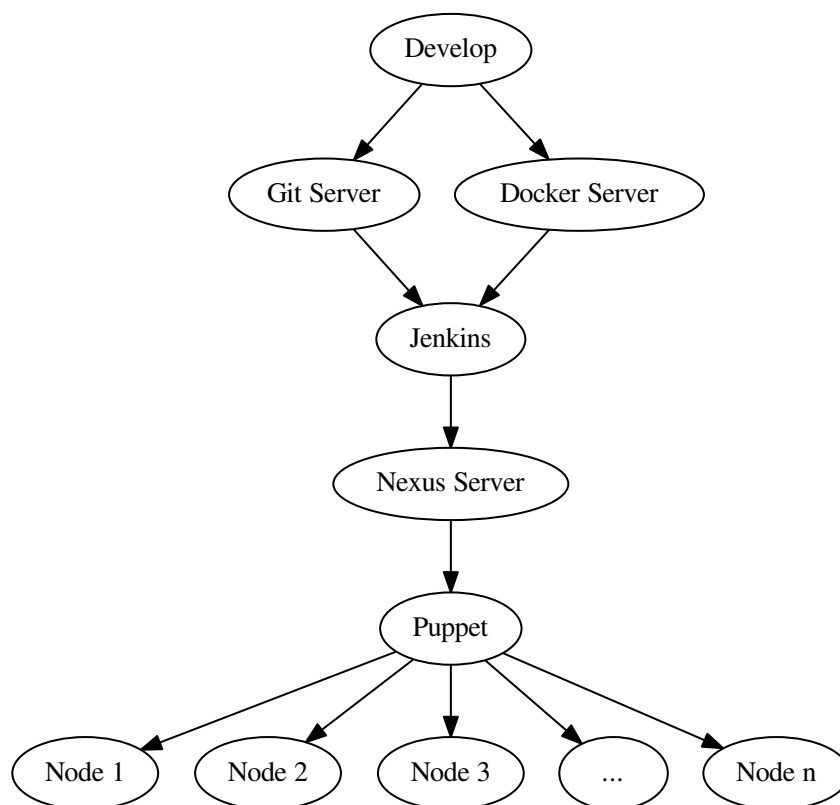 Develop
Git Server
Docker Server
Jenkins
Nexus Server
Puppet
Node 1
Node 2
Node 3
...
Node n